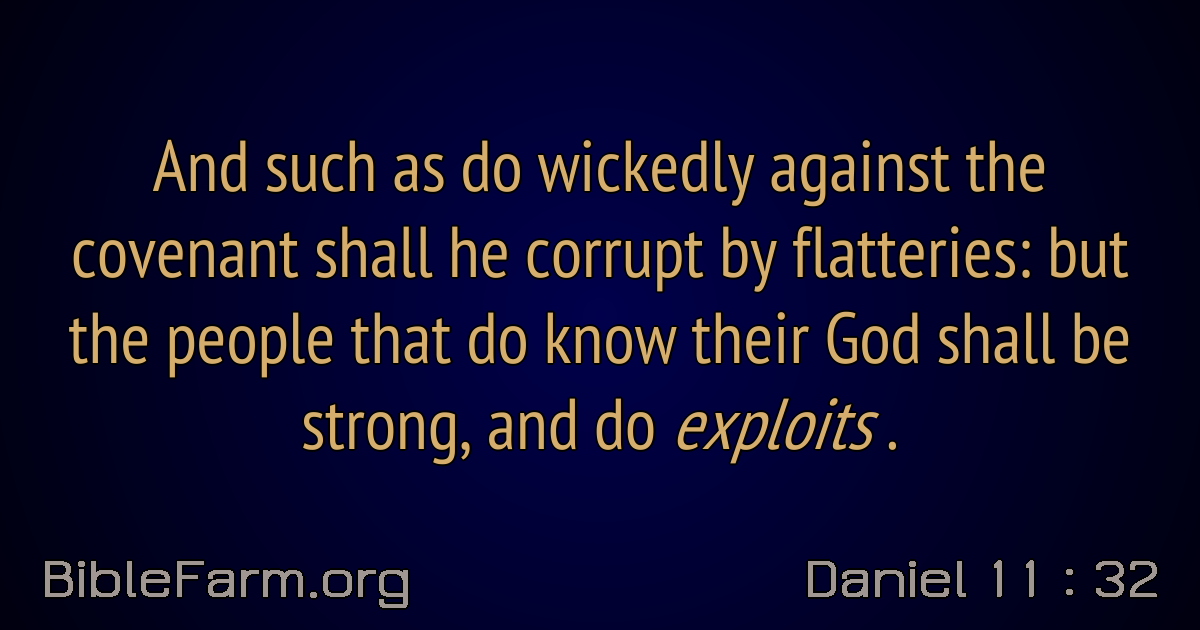 And such as do wickedly against the
covenant shall he corrupt by flatteries: but
the people that do know their God shall be
strong, and do exploits .
BibleFarm.org
Daniel 11 : 32